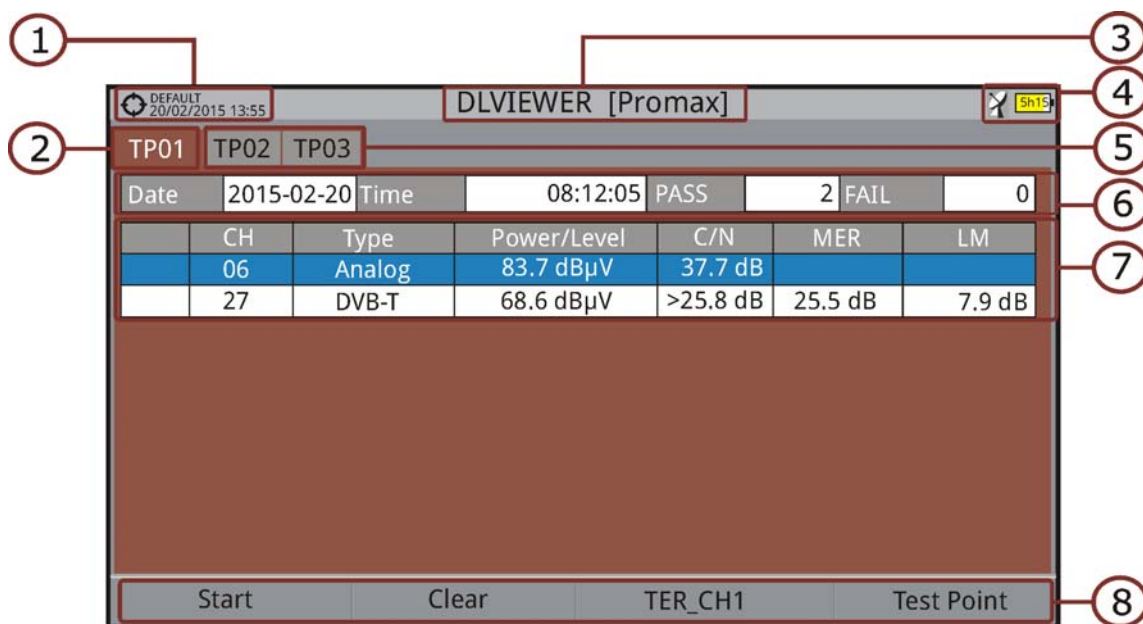 1
3
DEFAULT
20/02/2015 13:55
DLVIEWER [Promax]
5h15
4
2
TP01 TP02 TP03
5
Date 2015-02-20 Time 08:12:05 PASS 2 FAIL 0
6
CH Type Power/Level C/N MER LM
06 Analog 83.7 dBµV 37.7 dB
7
27 DVB-T 68.6 dBµV >25.8 dB 25.5 dB 7.9 dB
Start Clear TER_CH1 Test Point
8